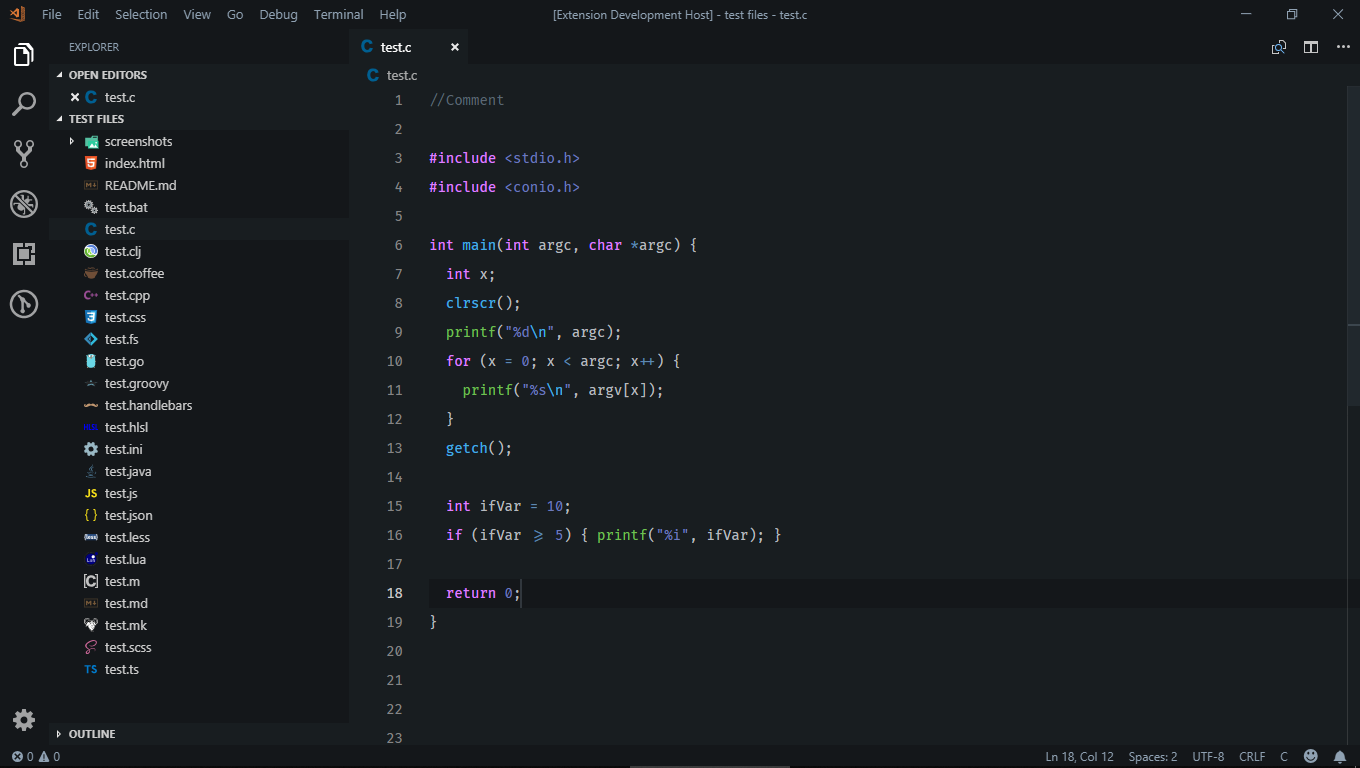 File Edit Selection View Go Debug Terminal Help [Extension Development Host] - test files - test.c
EXPLORER
OPEN EDITORS
test.c
TEST FILES
screenshots
index.html
README.md
test.bat
test.c
test.clj
test.coffee
test.cpp
test.css
test.fs
test.go
test.groovy
test.handlebars
test.hlsl
test.ini
test.java
JS test.js
{ } test.json
{less} test.less
test.lua
[C] test.m
test.md
test.mk
test.scss
TS test.ts
OUTLINE
test.c
test.c
1 //Comment
2
3 #include <stdio.h>
4 #include <conio.h>
5
6 int main(int argc, char *argc) {
7 int x;
8 clrscr();
9 printf("%d\n", argc);
10 for (x = 0; x < argc; x++) {
11 printf("%s\n", argv[x]);
12 }
13 getch();
14
15 int ifVar = 10;
16 if (ifVar ⩾ 5) { printf("%i", ifVar); }
17
18 return 0;
19 }
20
21
22
23
0 0 Ln 18, Col 12 Spaces: 2 UTF-8 CRLF C